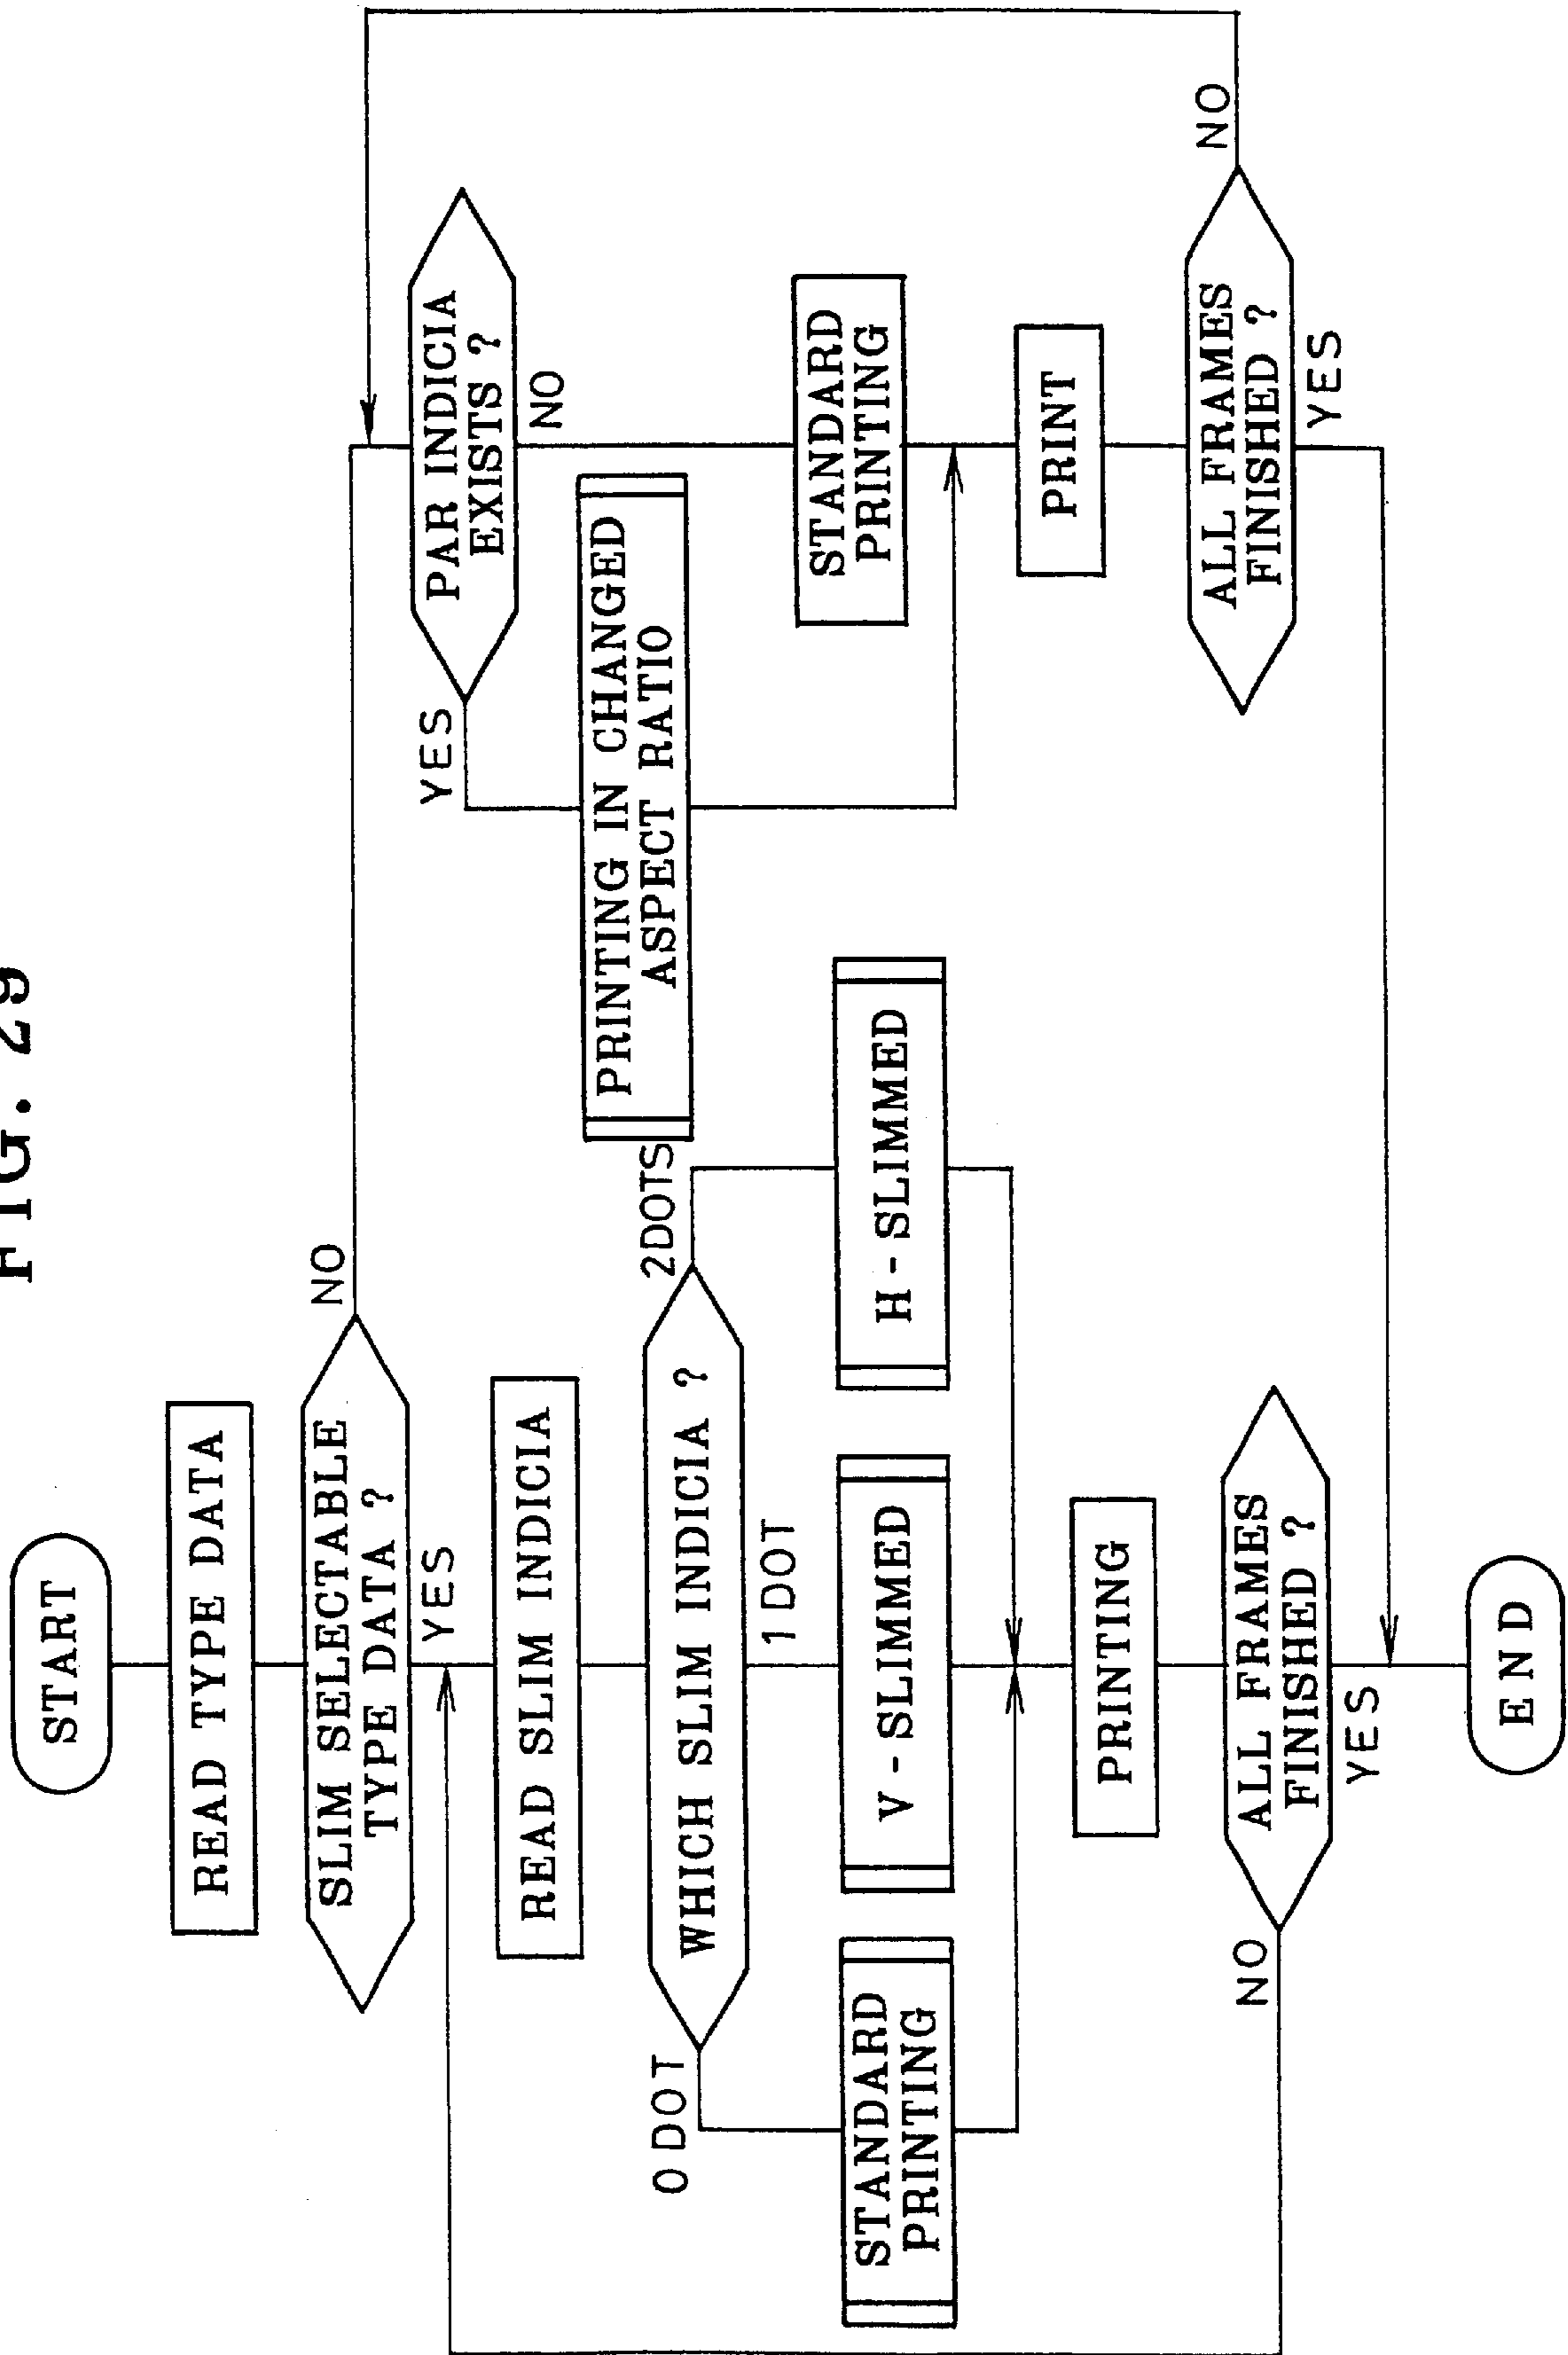 FIG. 29
START
READ TYPE DATA
SLIM SELECTABLE
TYPE DATA ?
NO
YES
READ SLIM INDICIA
WHICH SLIM INDICIA ?
0 DOT
1 DOT
2DOTS
STANDARD
PRINTING
V - SLIMMED
H - SLIMMED
PRINTING
ALL FRAMES
FINISHED ?
NO
YES
END
PAR INDICIA
EXISTS ?
YES
NO
PRINTING IN CHANGED
ASPECT RATIO
STANDARD
PRINTING
PRINT
ALL FRAMES
FINISHED ?
NO
YES